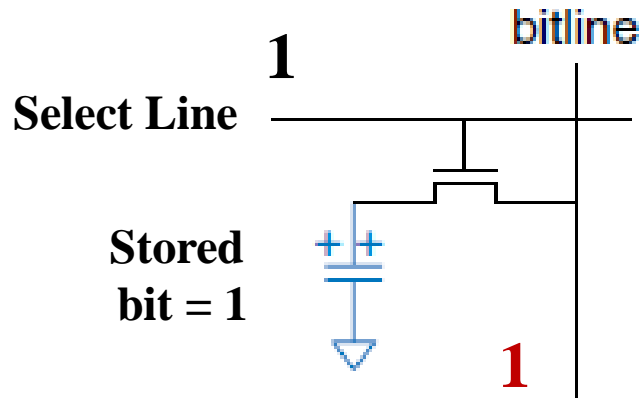 bitline
1
Select Line
+ +
Stored
bit = 1
1